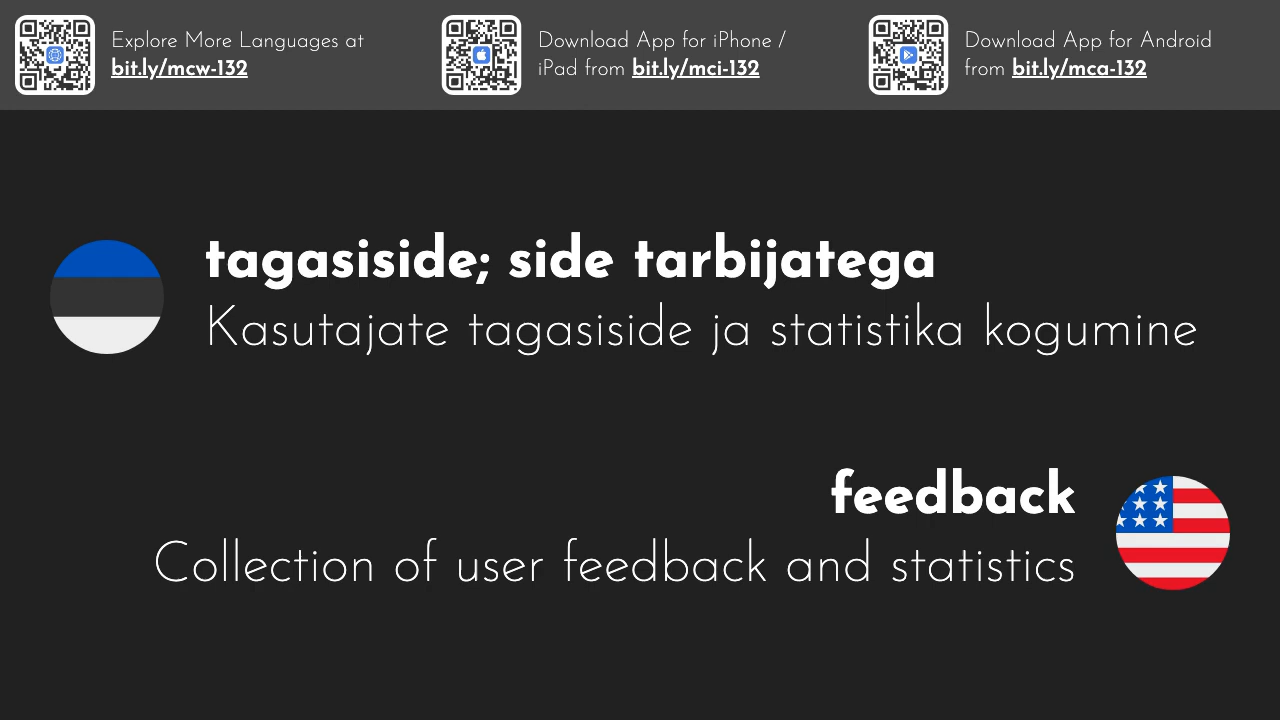 Explore More Languages at
bit.ly/mcw-132
Download App for iPhone /
iPad from bit.ly/mci-132
Download App for Android
from bit.ly/mca-132
tagasiside; side tarbijatega
Kasutajate tagasiside ja statistika kogumine
feedback
Collection of user feedback and statistics